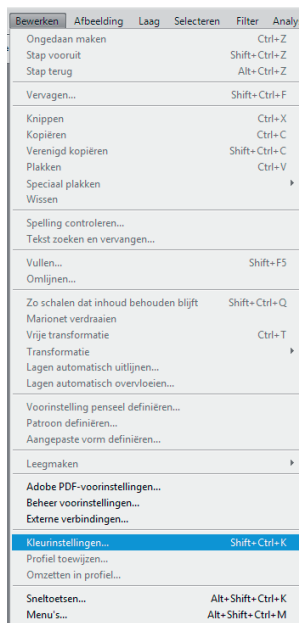 Bewerken Afbeelding Laag Selecteren Filter Analy
Ongedaan maken Ctrl+Z
Stap vooruit Shift+Ctrl+Z
Stap terug Alt+Ctrl+Z
Vervagen... Shift+Ctrl+F
Knippen Ctrl+X
Kopiëren Ctrl+C
Verenigd kopiëren Shift+Ctrl+C
Plakken Ctrl+V
Speciaal plakken
Wissen
Spelling controleren...
Tekst zoeken en vervangen...
Vullen... Shift+F5
Omlijnen...
Zo schalen dat inhoud behouden blijft Shift+Ctrl+Q
Marionet verdraaien
Vrije transformatie Ctrl+T
Transformatie
Lagen automatisch uitlijnen...
Lagen automatisch overvloeien...
Voorinstelling penseel definiëren...
Patroon definiëren...
Aangepaste vorm definiëren...
Leegmaken
Adobe PDF-voorinstellingen...
Beheer voorinstellingen...
Externe verbindingen...
Kleurinstellingen... Shift+Ctrl+K
Profiel toewijzen...
Omzetten in profiel...
Sneltoetsen... Alt+Shift+Ctrl+K
Menu's... Alt+Shift+Ctrl+M